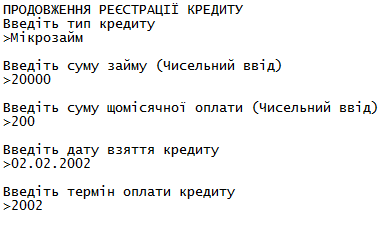 ПРОДОВЖЕННЯ РЕЄСТРАЦІЇ КРЕДИТУ
Введіть тип кредиту
>Мікрозайм
Введіть суму займу (Чисельний ввід)
>20000
Введіть суму щомісячної оплати (Чисельний ввід)
>200
Введіть дату взяття кредиту
>02.02.2002
Введіть термін оплати кредиту
>2002